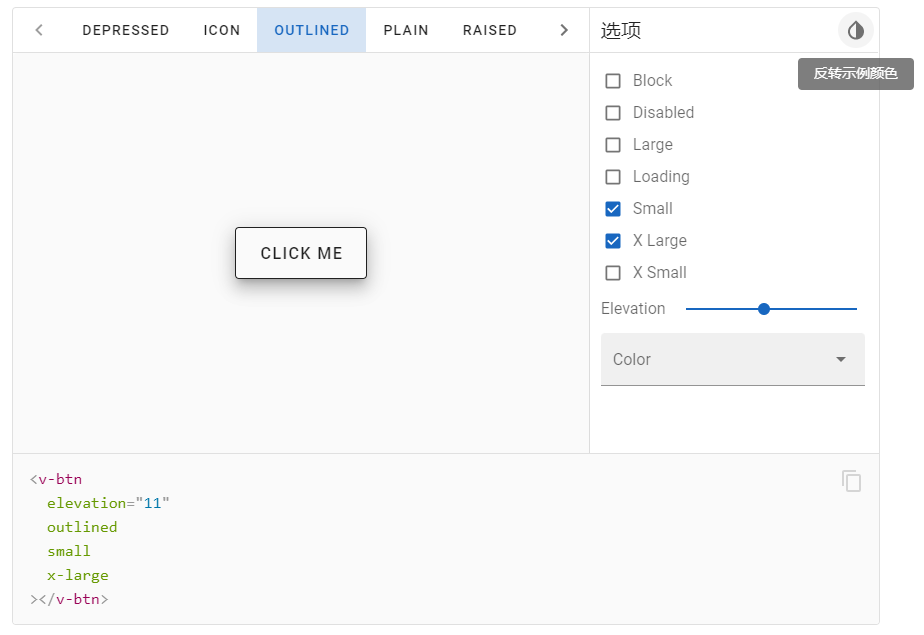 DEPRESSED ICON OUTLINED PLAIN RAISED
选项
反转示例颜色
Block
Disabled
Large
Loading
Small
X Large
X Small
Elevation
Color
CLICK ME
<v-btn
  elevation="11"
  outlined
  small
  x-large
></v-btn>